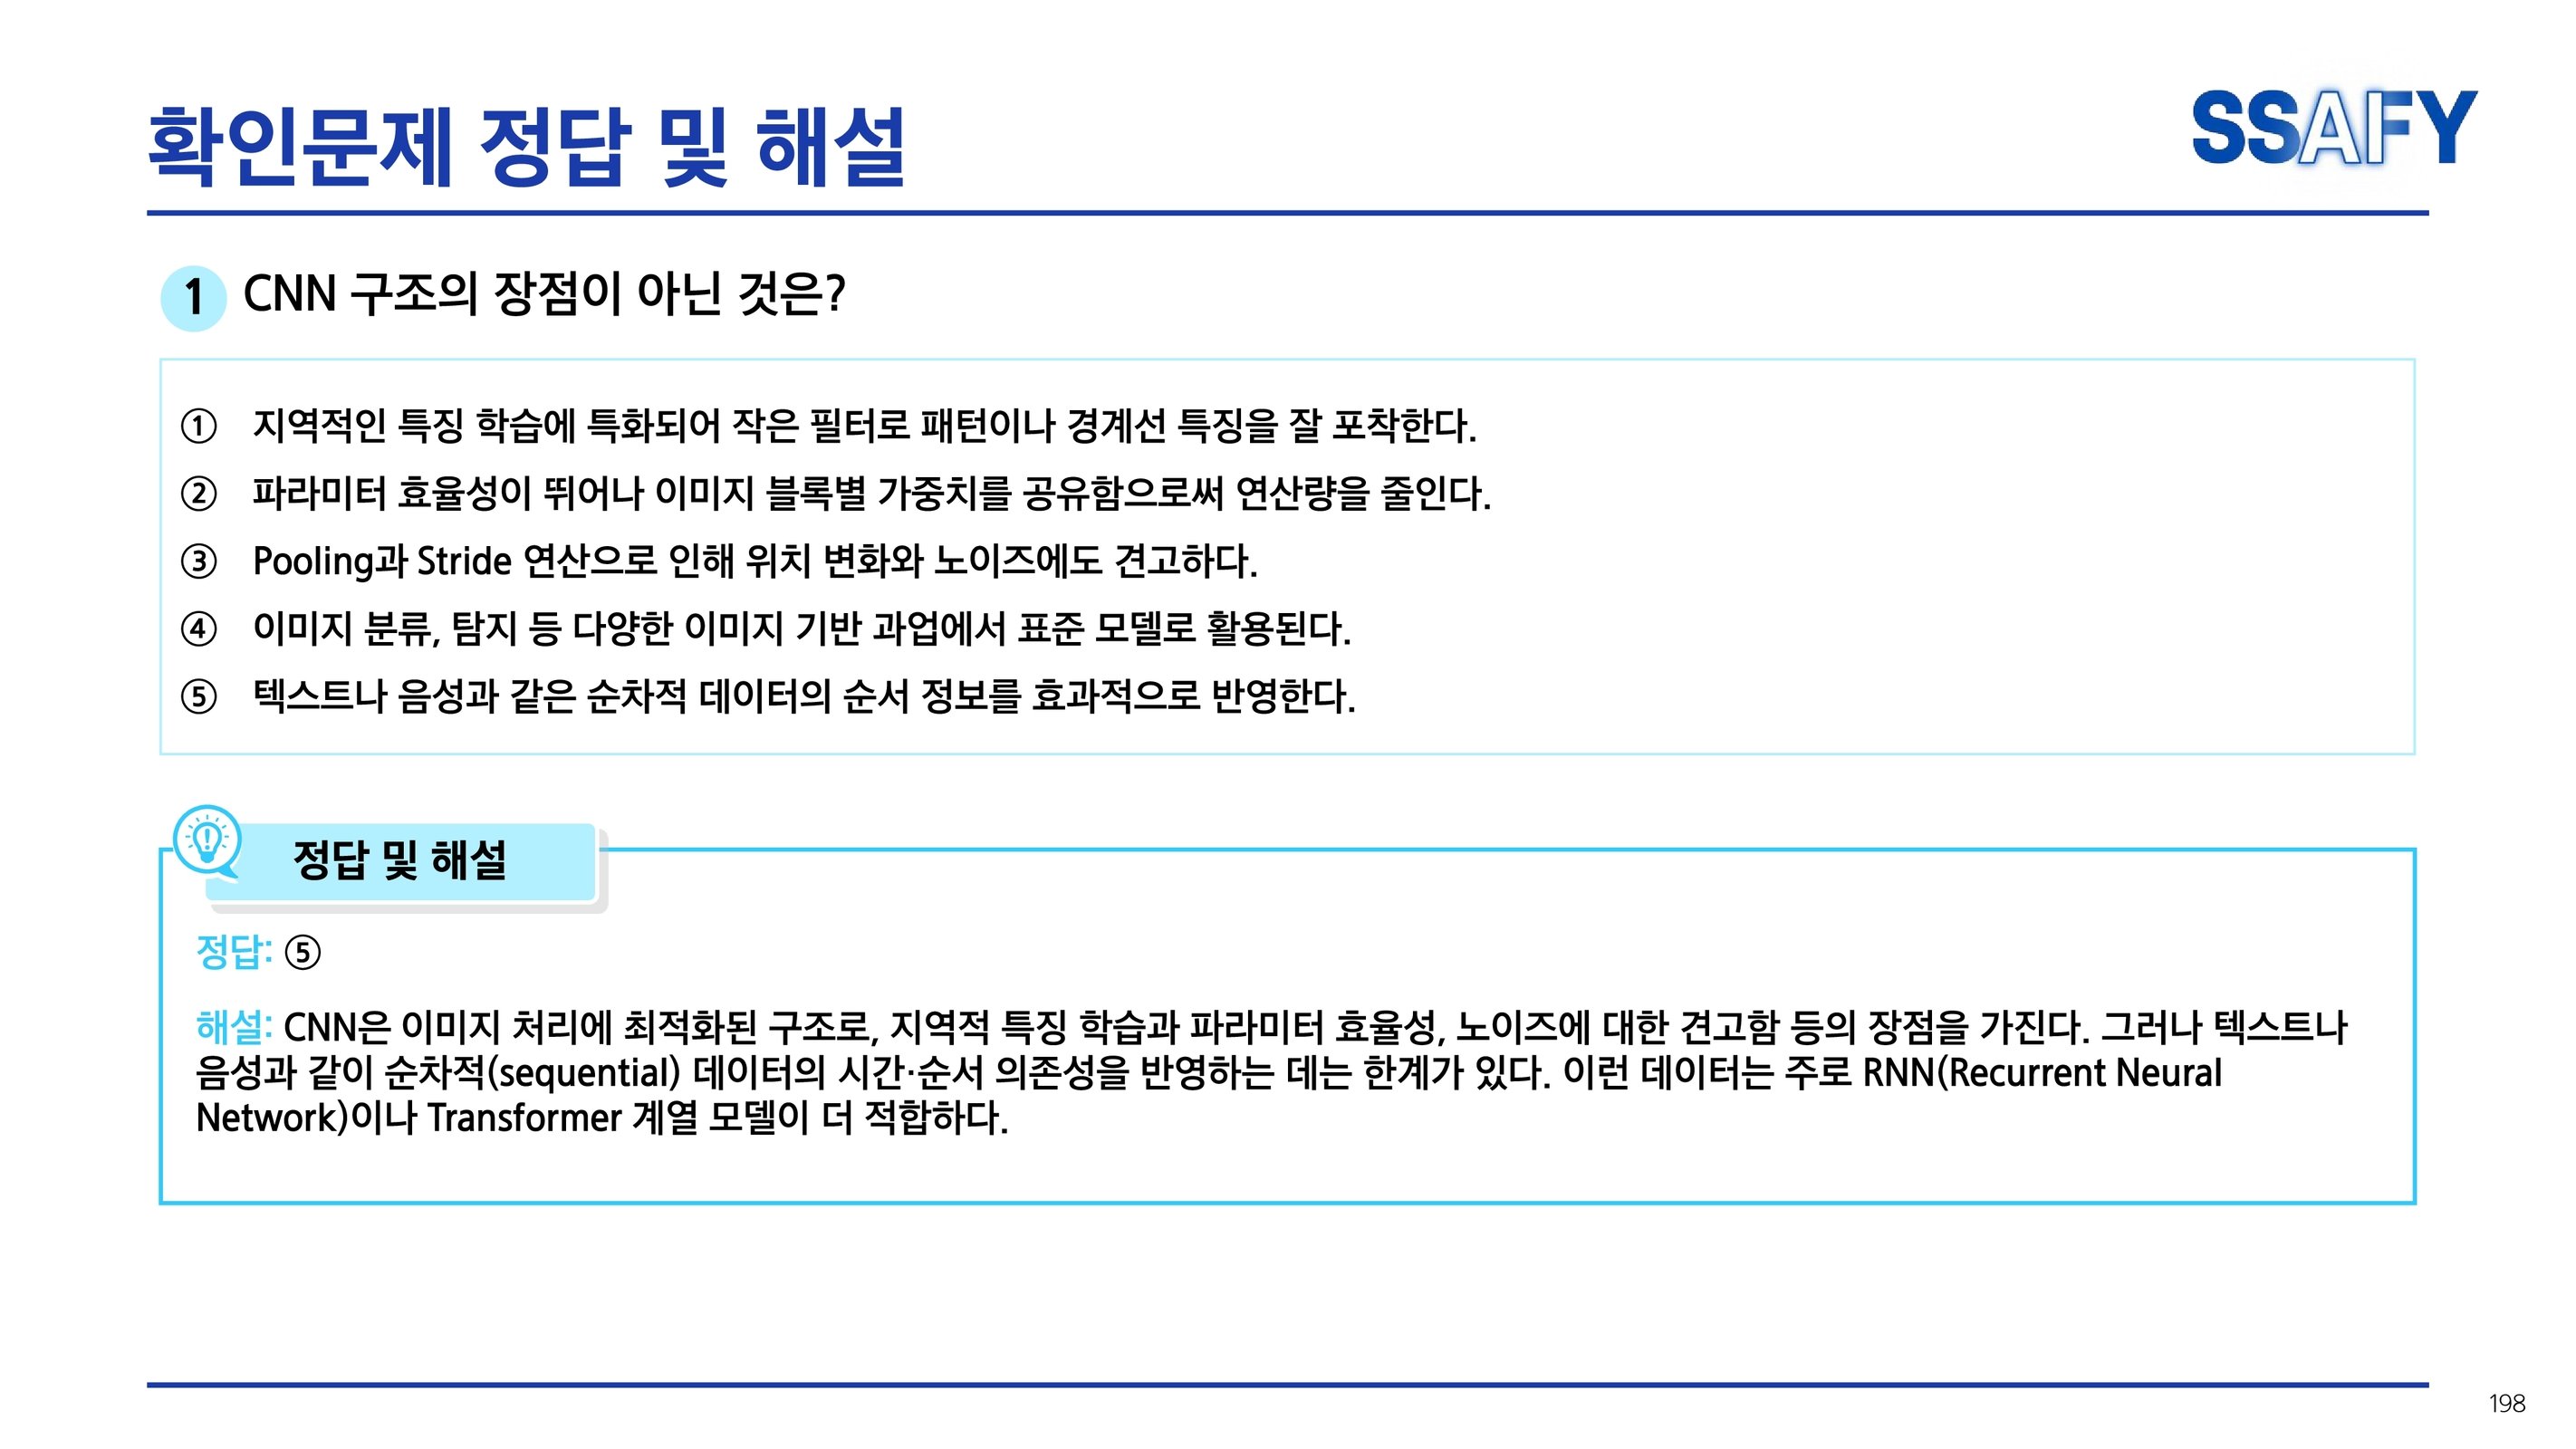 확인문제 정답 및 해설
SSAFY
1 CNN 구조의 장점이 아닌 것은?
① 지역적인 특징 학습에 특화되어 작은 필터로 패턴이나 경계선 특징을 잘 포착한다.
② 파라미터 효율성이 뛰어나 이미지 블록별 가중치를 공유함으로써 연산량을 줄인다.
③ Pooling과 Stride 연산으로 인해 위치 변화와 노이즈에도 견고하다.
④ 이미지 분류, 탐지 등 다양한 이미지 기반 과업에서 표준 모델로 활용된다.
⑤ 텍스트나 음성과 같은 순차적 데이터의 순서 정보를 효과적으로 반영한다.
정답 및 해설
정답: ⑤
해설: CNN은 이미지 처리에 최적화된 구조로, 지역적 특징 학습과 파라미터 효율성, 노이즈에 대한 견고함 등의 장점을 가진다. 그러나 텍스트나
음성과 같이 순차적(sequential) 데이터의 시간·순서 의존성을 반영하는 데는 한계가 있다. 이런 데이터는 주로 RNN(Recurrent Neural
Network)이나 Transformer 계열 모델이 더 적합하다.
198